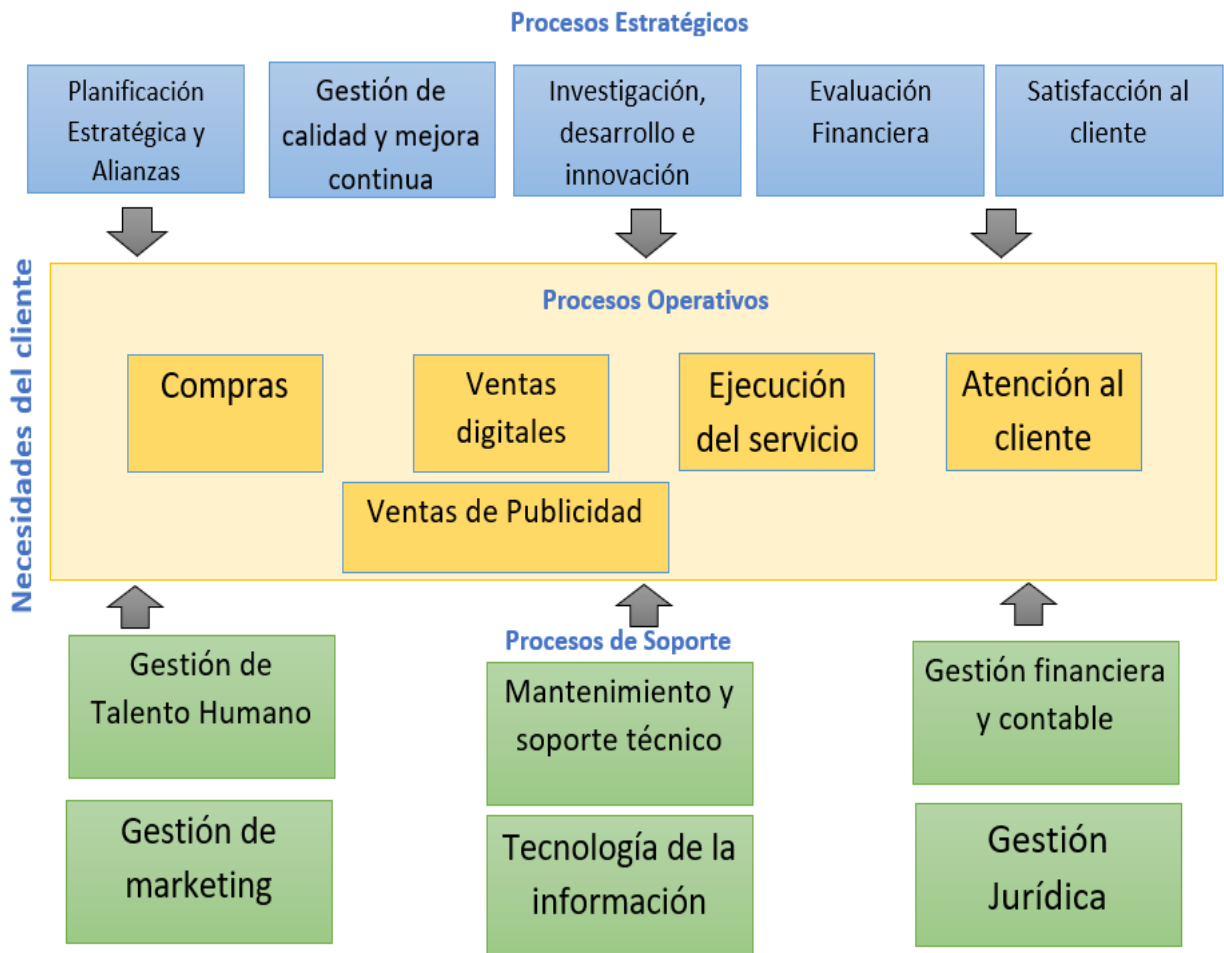 Procesos Estratégicos
Planificación
Estratégica y
Alianzas
Gestión de
calidad y mejora
continua
Investigación,
desarrollo e
innovación
Evaluación
Financiera
Satisfacción al
cliente
Necesidades del cliente
Procesos Operativos
Compras
Ventas
digitales
Ejecución
del servicio
Atención al
cliente
Ventas de Publicidad
Procesos de Soporte
Gestión de
Talento Humano
Mantenimiento y
soporte técnico
Gestión financiera
y contable
Gestión de
marketing
Tecnología de la
información
Gestión
Jurídica